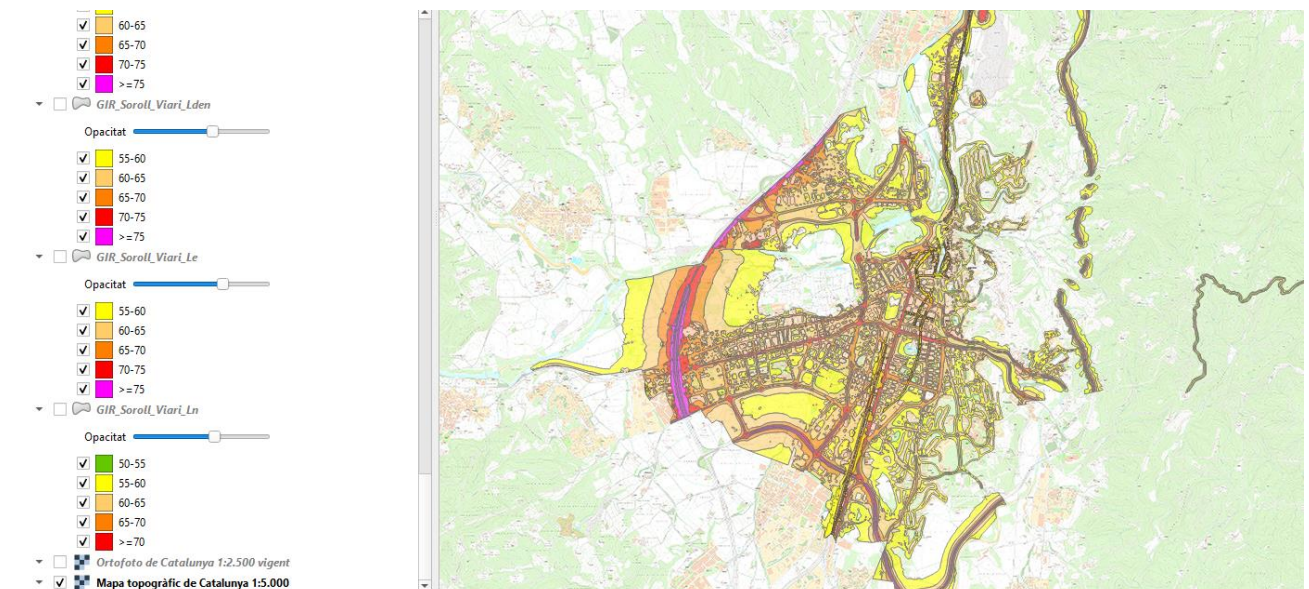 60-65
65-70
70-75
>=75
GIR_Soroll_Viari_Lden
Opacitat
55-60
60-65
65-70
70-75
>=75
GIR_Soroll_Viari_Le
Opacitat
55-60
60-65
65-70
70-75
>=75
GIR_Soroll_Viari_Ln
Opacitat
50-55
55-60
60-65
65-70
>=70
Ortofoto de Catalunya 1:2.500 vigent
Mapa topogràfic de Catalunya 1:5.000